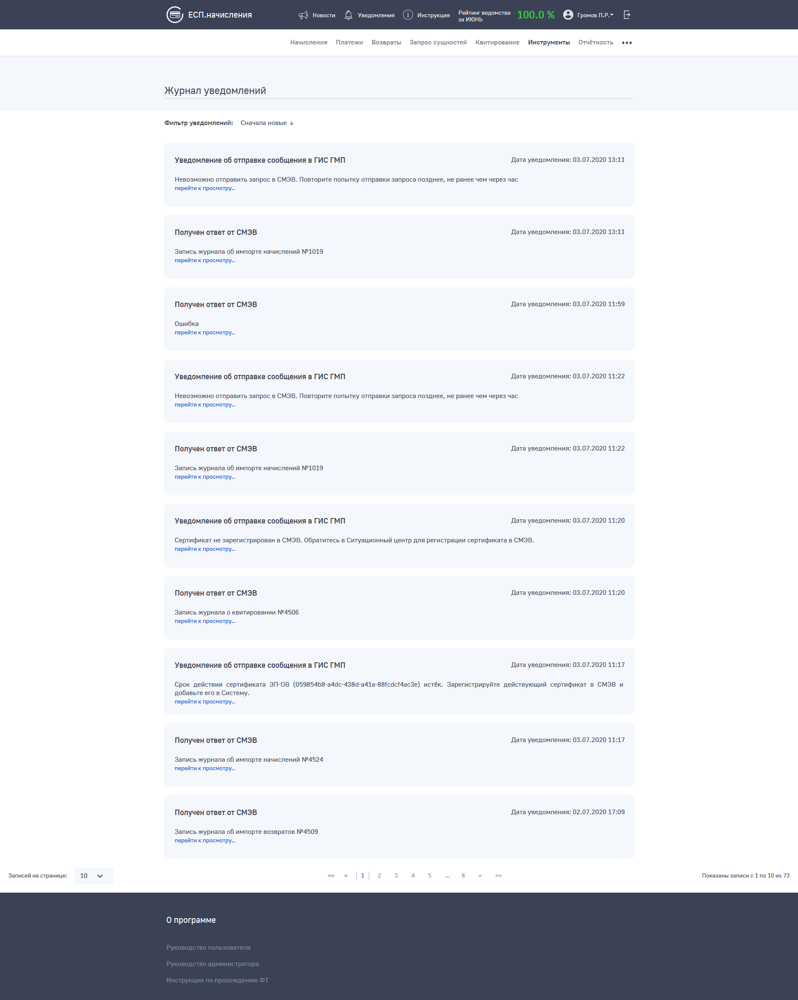 ЕСП.начисления
Новости
Уведомления
Инструкция
Рейтинг ведомства
за ИЮНЬ
100.0 %
Громов П.Р.
Начисления Платежи Возвраты Запрос сущностей Квитирование Инструменты Отчётность
Журнал уведомлений
Фильтр уведомлений: Сначала новые ↓
Уведомление об отправке сообщения в ГИС ГМП Дата уведомления: 03.07.2020 13:11
Невозможно отправить запрос в СМЭВ. Повторите попытку отправки запроса позднее, не ранее чем через час
перейти к просмотру..
Получен ответ от СМЭВ Дата уведомления: 03.07.2020 13:11
Запись журнала об импорте начислений №1019
перейти к просмотру..
Получен ответ от СМЭВ Дата уведомления: 03.07.2020 11:59
Ошибка
перейти к просмотру..
Уведомление об отправке сообщения в ГИС ГМП Дата уведомления: 03.07.2020 11:22
Невозможно отправить запрос в СМЭВ. Повторите попытку отправки запроса позднее, не ранее чем через час
перейти к просмотру..
Получен ответ от СМЭВ Дата уведомления: 03.07.2020 11:22
Запись журнала об импорте начислений №1019
перейти к просмотру..
Уведомление об отправке сообщения в ГИС ГМП Дата уведомления: 03.07.2020 11:20
Сертификат не зарегистрирован в СМЭВ. Обратитесь в Ситуационный центр для регистрации сертификата в СМЭВ.
перейти к просмотру..
Получен ответ от СМЭВ Дата уведомления: 03.07.2020 11:20
Запись журнала о квитировании №4506
перейти к просмотру..
Уведомление об отправке сообщения в ГИС ГМП Дата уведомления: 03.07.2020 11:17
Срок действия сертификата ЭП-ОВ (059854b8-a4dc-438d-a41a-88fcdcf4ac3e) истёк. Зарегистрируйте действующий сертификат в СМЭВ и
добавьте его в Систему.
перейти к просмотру..
Получен ответ от СМЭВ Дата уведомления: 03.07.2020 11:17
Запись журнала об импорте начислений №4524
перейти к просмотру..
Получен ответ от СМЭВ Дата уведомления: 02.07.2020 17:09
Запись журнала об импорте возвратов №4509
перейти к просмотру..
Записей на странице: 10 «« « 1 2 3 4 5 ... 8 » »» Показаны записи с 1 по 10 из 73
О программе
Руководство пользователя
Руководство администратора
Инструкции по прохождению ФТ